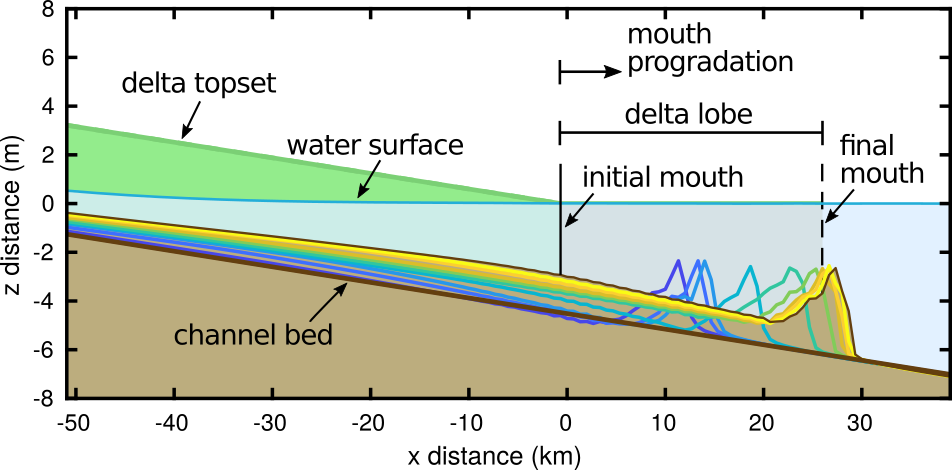 8
6
4
2
0
-2
-4
-6
-8
z distance (m)
mouth
progradation
delta topset
delta lobe
water surface
final
mouth
initial mouth
channel bed
-50
-40
-30
-20
-10
0
10
20
30
x distance (km)